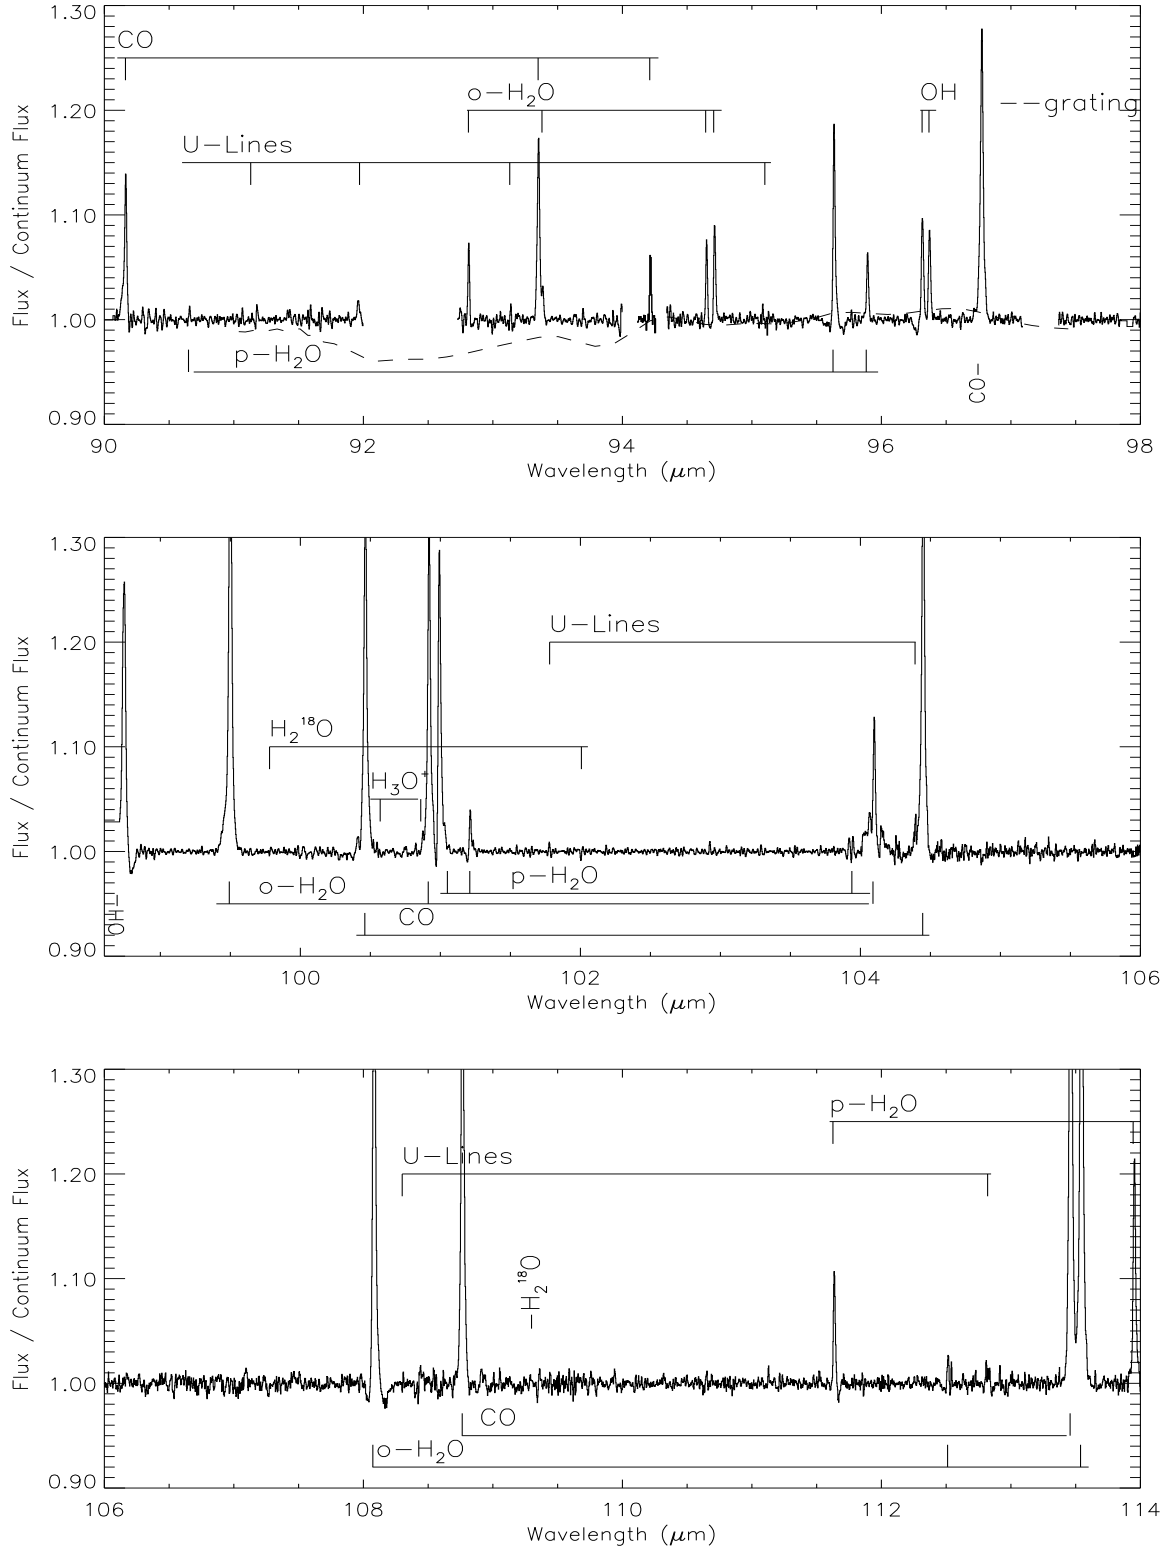 1.30
CO
o-H₂O
OH
1.20
--grating
U-Lines
1.10
1.00
p-H₂O
CO-
0.90
Flux / Continuum Flux
90 92 94 96 98
Wavelength (μm)
1.30
U-Lines
1.20
H₂¹⁸O
1.10
H₃O⁺
1.00
o-H₂O
p-H₂O
OH-
CO
0.90
Flux / Continuum Flux
100 102 104 106
Wavelength (μm)
1.30
p-H₂O
U-Lines
1.20
-H₂¹⁸O
1.10
1.00
CO
o-H₂O
0.90
Flux / Continuum Flux
106 108 110 112 114
Wavelength (μm)